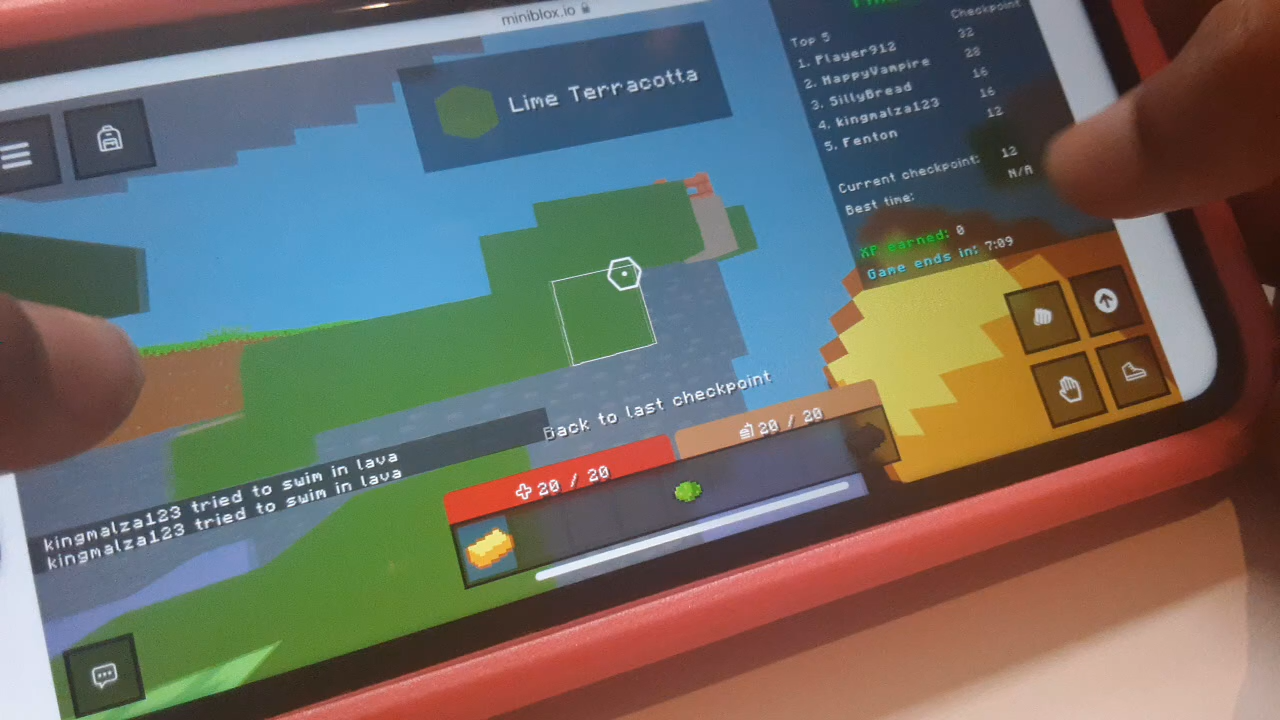 miniblox.io
Lime Terracotta
Checkpoint
Top 5
1. Player912 32
2. HappyVampire 28
3. SillyBread 16
4. kingmalza123 16
5. Fenton 12
Current checkpoint: 12
Best time: N/A
XP earned: 0
Game ends in: 7:09
Back to last checkpoint
kingmalza123 tried to swim in lava
kingmalza123 tried to swim in lava
20 / 20
20 / 20